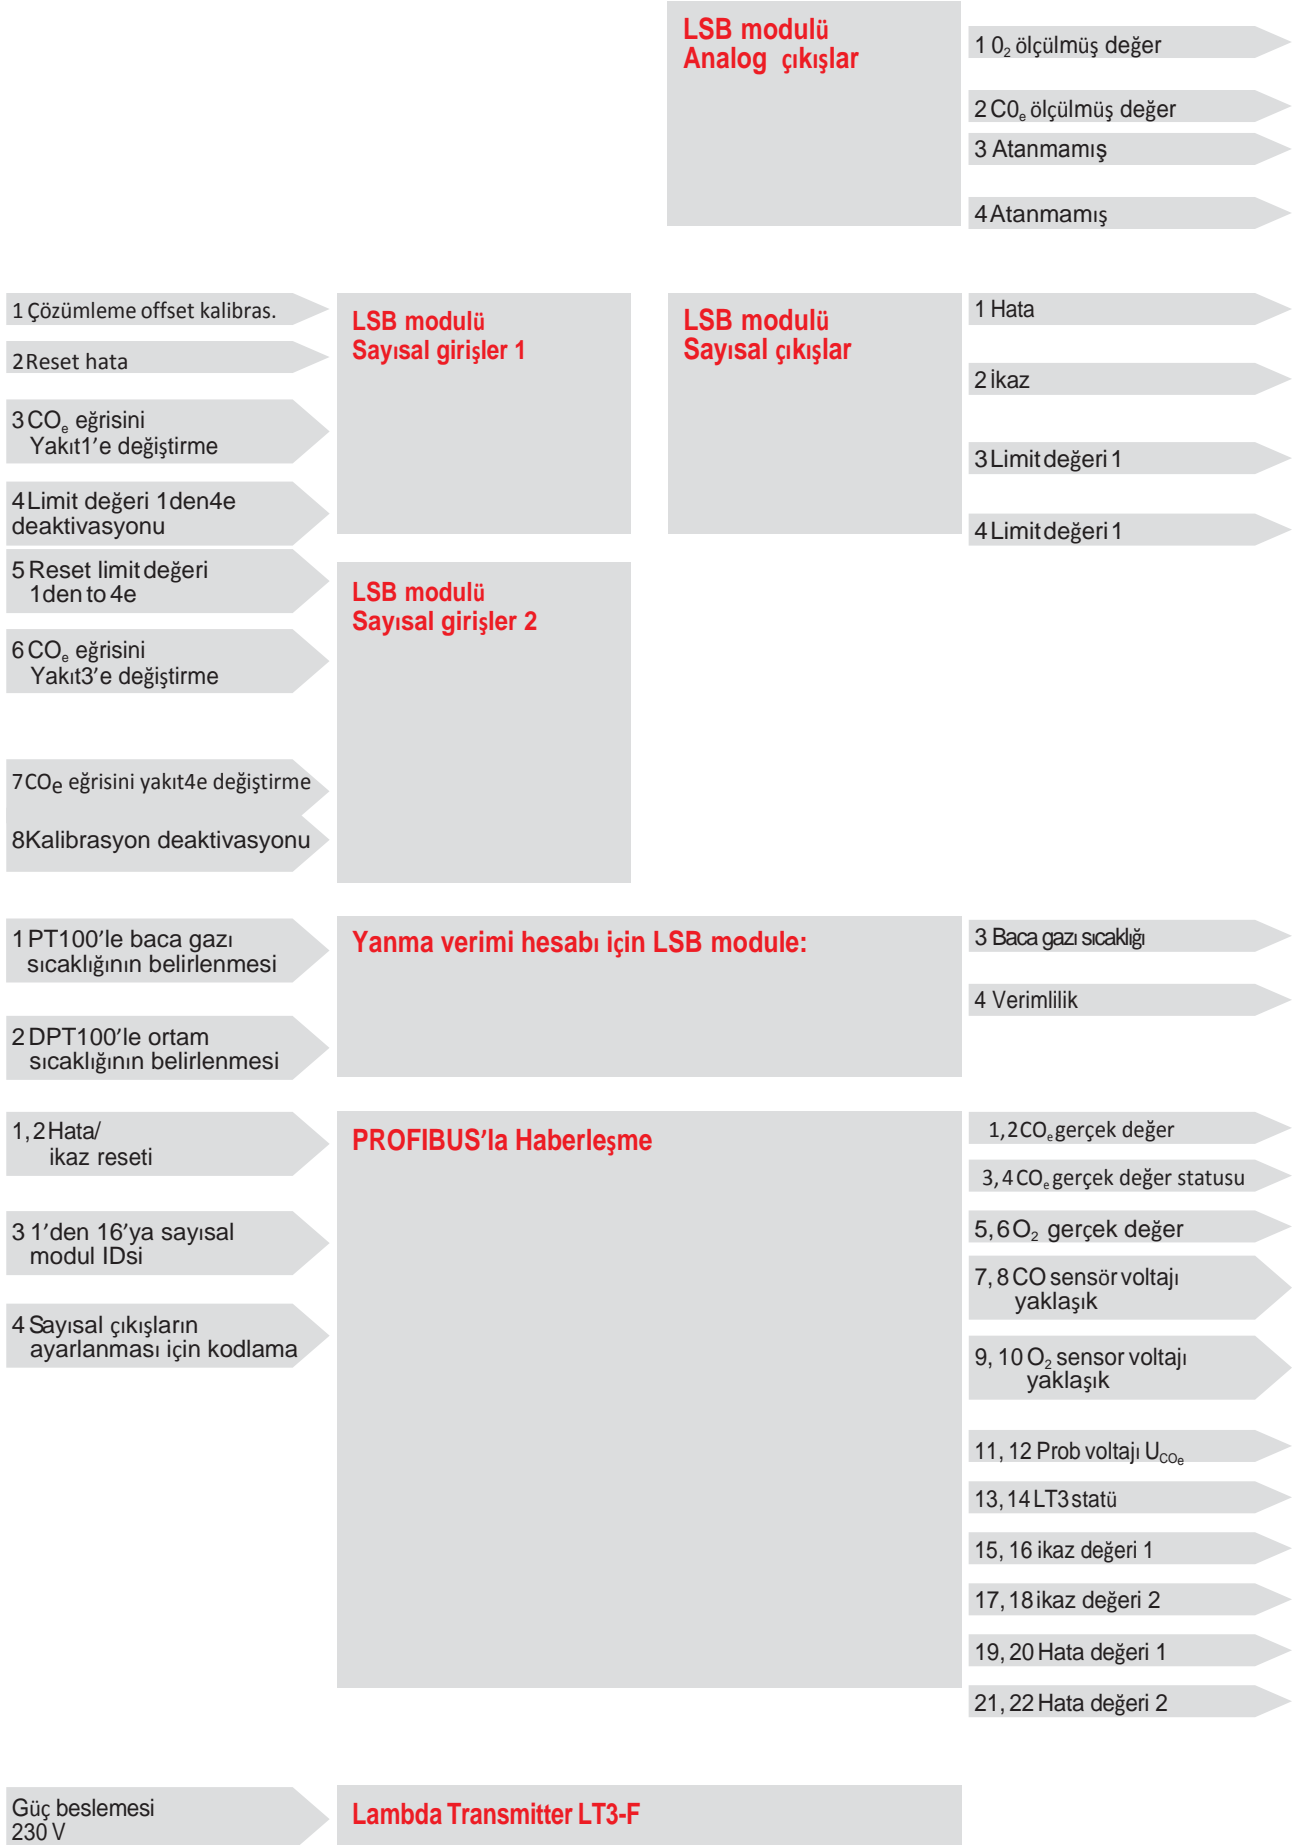 LSB modulü
Analog çıkışlar
1 0₂ ölçülmüş değer
2 C0ₑ ölçülmüş değer
3 Atanmamış
4 Atanmamış
1 Çözümleme offset kalibras.
2 Reset hata
3 COₑ eğrisini
Yakıt1'e değiştirme
4 Limit değeri 1den4e
deaktivasyonu
LSB modulü
Sayısal girişler 1
LSB modulü
Sayısal çıkışlar
1 Hata
2 İkaz
3 Limit değeri 1
4 Limit değeri 1
5 Reset limit değeri
1den to 4e
6 COₑ eğrisini
Yakıt3'e değiştirme
7 COₑ eğrisini yakıt4e değiştirme
8Kalibrasyon deaktivasyonu
LSB modulü
Sayısal girişler 2
1 PT100'le baca gazı
sıcaklığının belirlenmesi
2 DPT100'le ortam
sıcaklığının belirlenmesi
Yanma verimi hesabı için LSB module:
3 Baca gazı sıcaklığı
4 Verimlilik
1, 2 Hata/
ikaz reseti
3 1'den 16'ya sayısal
modul IDsi
4 Sayısal çıkışların
ayarlanması için kodlama
PROFIBUS'la Haberleşme
1, 2 COₑ gerçek değer
3, 4 COₑ gerçek değer statusu
5, 6 O₂ gerçek değer
7, 8 CO sensör voltajı
yaklaşık
9, 10 O₂ sensor voltajı
yaklaşık
11, 12 Prob voltajı U_COₑ
13, 14 LT3 statü
15, 16 ikaz değeri 1
17, 18 ikaz değeri 2
19, 20 Hata değeri 1
21, 22 Hata değeri 2
Güç beslemesi
230 V
Lambda Transmitter LT3-F